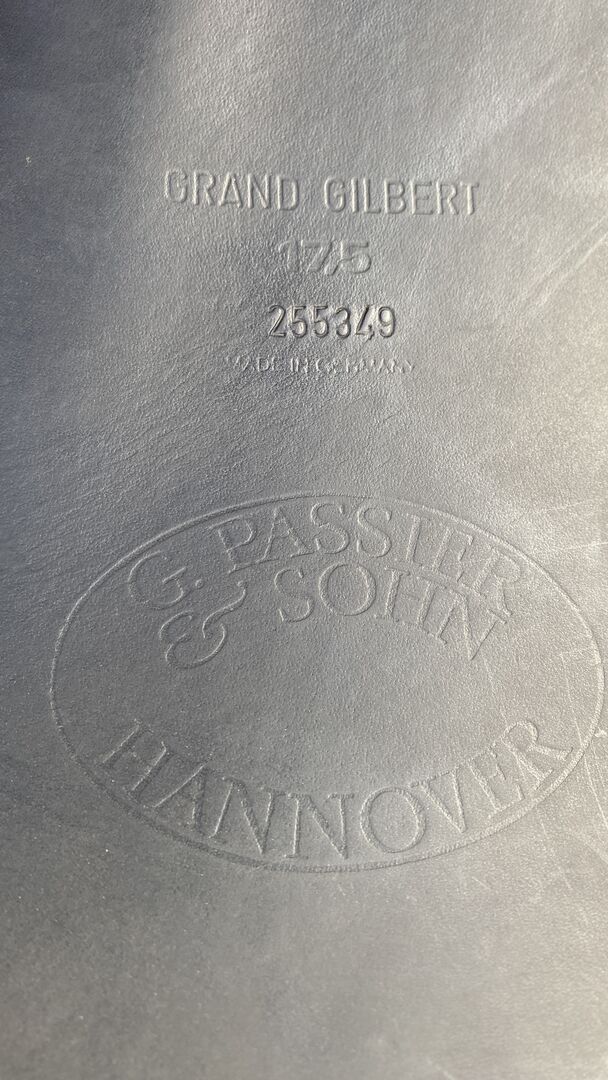 GRAND GILBERT
17,5
255349
MADE IN GERMANY
G. PASSIER
& SOHN
HANNOVER